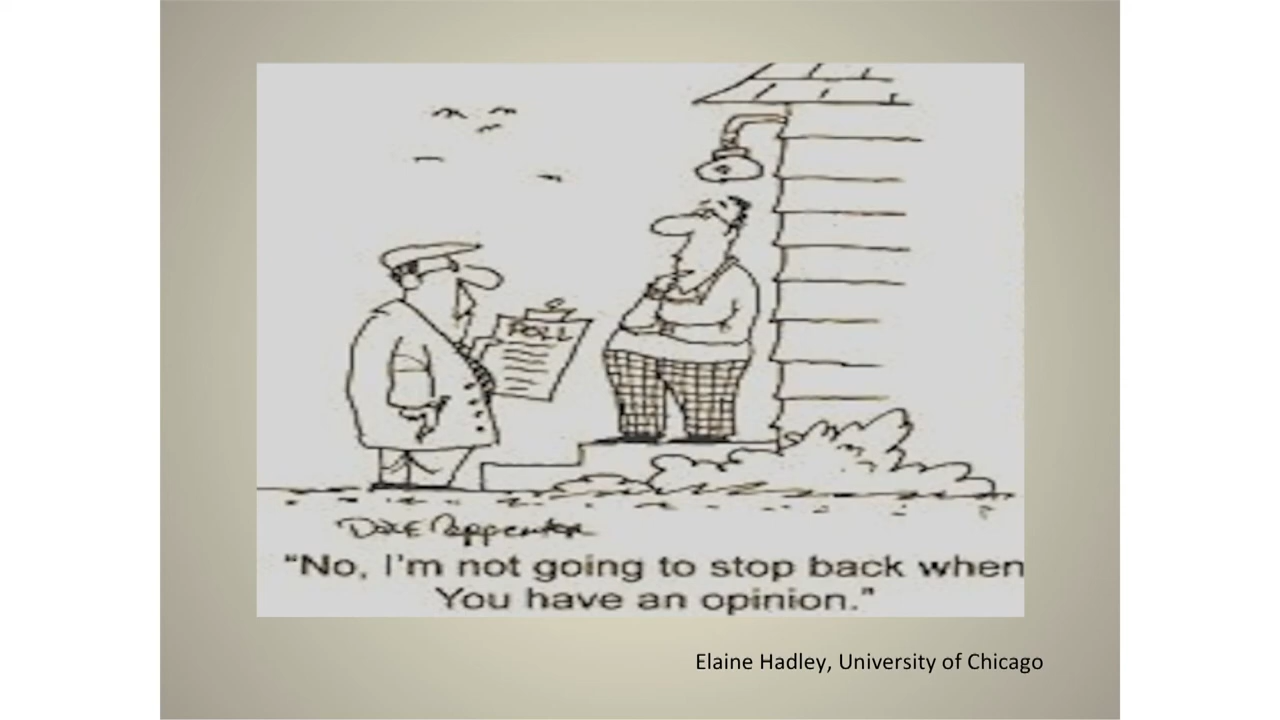 POLL
Dave Carpenter
"No, I'm not going to stop back when
You have an opinion."
Elaine Hadley, University of Chicago